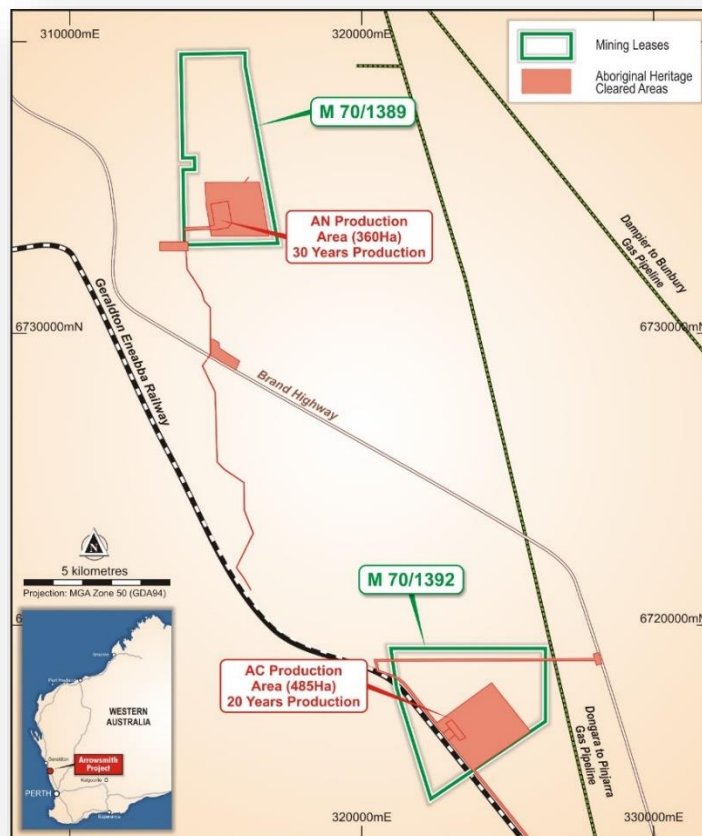 310000mE
320000mE
Mining Leases
Aboriginal Heritage
Cleared Areas
M 70/1389
AN Production
Area (360Ha)
30 Years Production
Dampier to Bunbury
Gas Pipeline
6730000mN
6730000mN
Geraldton Eneabba Railway
Brand Highway
N
5 kilometres
Projection: MGA Zone 50 (GDA94)
M 70/1392
6720000mN
AC Production
Area (485Ha)
20 Years Production
WESTERN
AUSTRALIA
Geraldton
Arrowsmith
Project
Kalgoorlie
PERTH
Esperance
Dongara to Pinjarra
Gas Pipeline
320000mE
330000mE